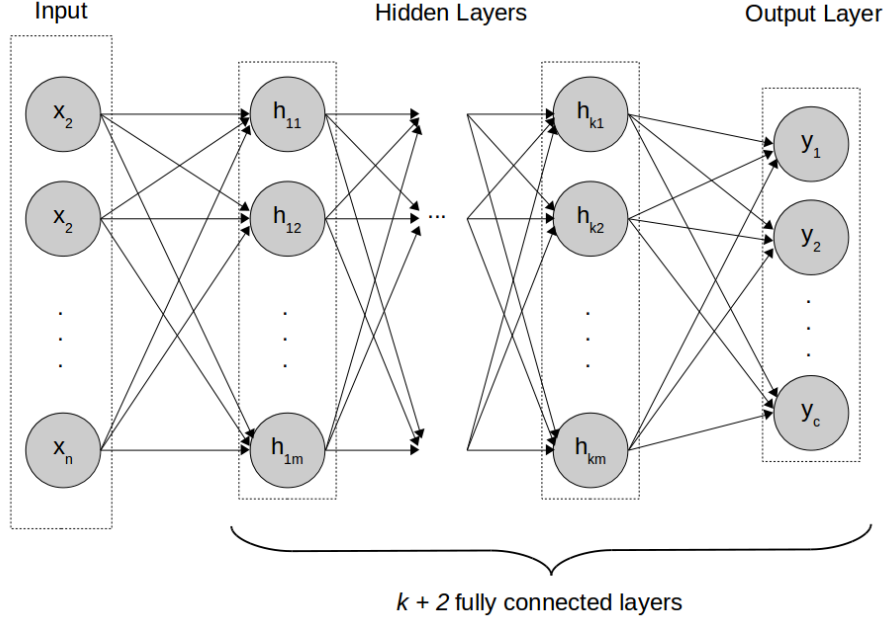 Input
Hidden Layers
Output Layer
x2
x2
.
.
.
xn
h11
h12
.
.
.
h1m
...
hk1
hk2
.
.
.
hkm
y1
y2
.
.
.
yc
k + 2 fully connected layers